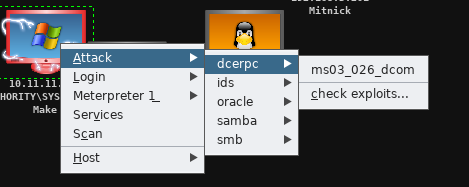 Mitnick
10.11.11.
HORITY\SYS
Make
Attack
Login
Meterpreter 1
Services
Scan
Host
dcerpc
ids
oracle
samba
smb
ms03_026_dcom
check exploits...